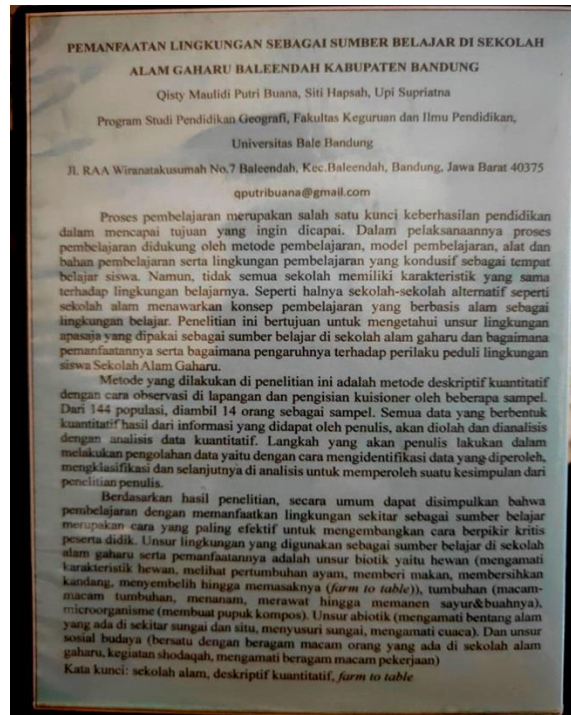 PEMANFAATAN LINGKUNGAN SEBAGAI SUMBER BELAJAR DI SEKOLAH
ALAM GAHARU BALEENDAH KABUPATEN BANDUNG
Qisty Maulidi Putri Buana, Siti Hapsah, Upi Supriatna
Program Studi Pendidikan Geografi, Fakultas Keguruan dan Ilmu Pendidikan,
Universitas Bale Bandung
Jl. RAA Wiranatakusumah No.7 Baleendah, Kec.Baleendah, Bandung, Jawa Barat 40375
qputribuana@gmail.com
Proses pembelajaran merupakan salah satu kunci keberhasilan pendidikan
dalam mencapai tujuan yang ingin dicapai. Dalam pelaksanaannya proses
pembelajaran didukung oleh metode pembelajaran, model pembelajaran, alat dan
bahan pembelajaran serta lingkungan pembelajaran yang kondusif sebagai tempat
belajar siswa. Namun, tidak semua sekolah memiliki karakteristik yang sama
terhadap lingkungan belajarnya. Seperti halnya sekolah-sekolah alternatif seperti
sekolah alam menawarkan konsep pembelajaran yang berbasis alam sebagai
lingkungan belajar. Penelitian ini bertujuan untuk mengetahui unsur lingkungan
apasaja yang dipakai sebagai sumber belajar di sekolah alam gaharu dan bagaimana
pemanfaatannya serta bagaimana pengaruhnya terhadap perilaku peduli lingkungan
siswa Sekolah Alam Gaharu.
Metode yang dilakukan di penelitian ini adalah metode deskriptif kuantitatif
dengan cara observasi di lapangan dan pengisian kuisioner oleh beberapa sampel.
Dari 144 populasi, diambil 14 orang sebagai sampel. Semua data yang berbentuk
kuantitatif hasil dari informasi yang didapat oleh penulis, akan diolah dan dianalisis
dengan analisis data kuantitatif. Langkah yang akan penulis lakukan dalam
melakukan pengolahan data yaitu dengan cara mengidentifikasi data yang diperoleh,
mengklasifikasi dan selanjutnya di analisis untuk memperoleh suatu kesimpulan dari
penelitian penulis.
Berdasarkan hasil penelitian, secara umum dapat disimpulkan bahwa
pembelajaran dengan memanfaatkan lingkungan sekitar sebagai sumber belajar
merupakan cara yang paling efektif untuk mengembangkan cara berpikir kritis
peserta didik. Unsur lingkungan yang digunakan sebagai sumber belajar di sekolah
alam gaharu serta pemanfaatannya adalah unsur biotik yaitu hewan (mengamati
karakteristik hewan, melihat pertumbuhan ayam, memberi makan, membersihkan
kandang, menyembelih hingga memasaknya (farm to table)), tumbuhan (macam-
macam tumbuhan, menanam, merawat hingga memanen sayur&buahnya),
microorganisme (membuat pupuk kompos). Unsur abiotik (mengamati bentang alam
yang ada di sekitar sungai dan situ, menyusuri sungai, mengamati cuaca). Dan unsur
sosial budaya (bersatu dengan beragam macam orang yang ada di sekolah alam
gaharu, kegiatan shodaqah, mengamati beragam macam pekerjaan)
Kata kunci: sekolah alam, deskriptif kuantitatif, farm to table